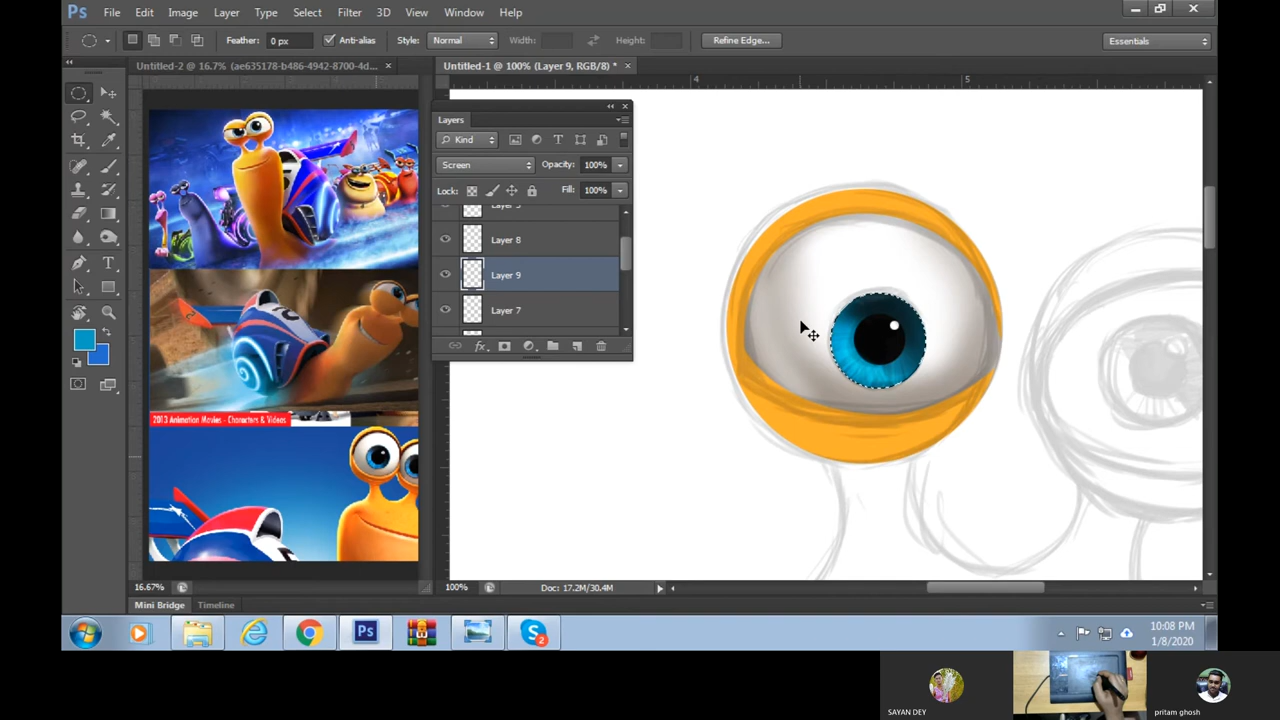 Ps File Edit Image Layer Type Select Filter 3D View Window Help
Feather: 0 px Anti-alias Style: Normal Width: Height: Refine Edge... Essentials
Untitled-2 @ 16.7% (ae635178-b486-4942-8700-4d... × Untitled-1 @ 100% (Layer 9, RGB/8) * ×
4 5
Layers
Kind
Screen Opacity: 100%
Lock: Fill: 100%
Layer 8
Layer 9
Layer 7
2013 Animation Movies - Characters & Videos
16.67% 100% Doc: 17.2M/30.4M
Mini Bridge Timeline
Ps 2 10:08 PM
1/8/2020
SAYAN DEY pritam ghosh